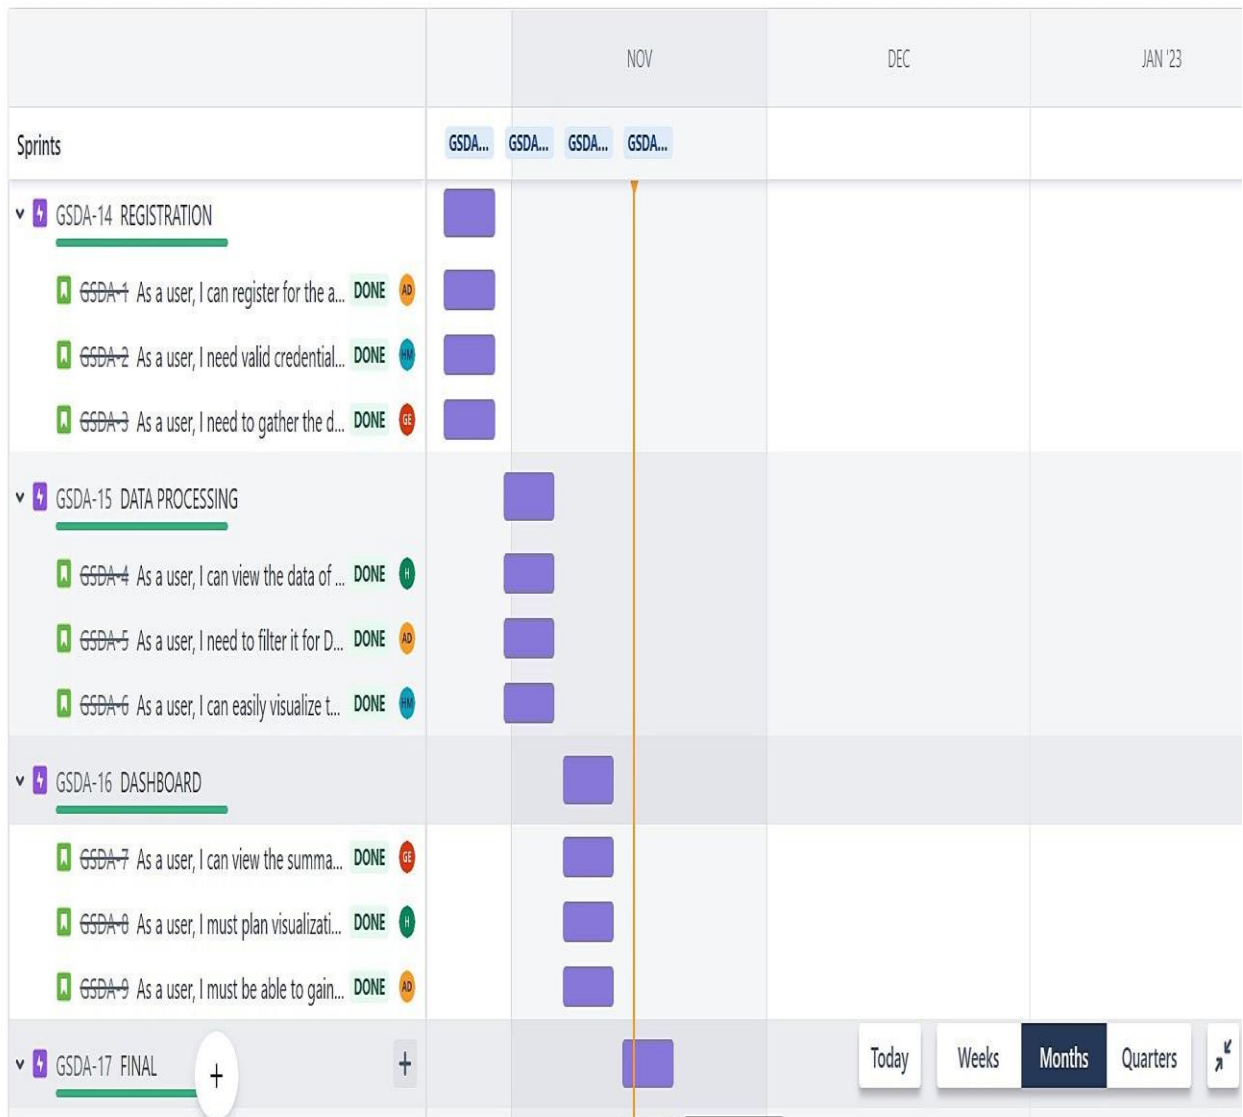 NOV DEC JAN '23
Sprints GSDA... GSDA... GSDA... GSDA...
GSDA-14 REGISTRATION
GSDA-1 As a user, I can register for the a... DONE AD
GSDA-2 As a user, I need valid credential... DONE HM
GSDA-3 As a user, I need to gather the d... DONE GE
GSDA-15 DATA PROCESSING
GSDA-4 As a user, I can view the data of ... DONE H
GSDA-5 As a user, I need to filter it for D... DONE AD
GSDA-6 As a user, I can easily visualize t... DONE HM
GSDA-16 DASHBOARD
GSDA-7 As a user, I can view the summa... DONE GE
GSDA-8 As a user, I must plan visualizati... DONE H
GSDA-9 As a user, I must be able to gain... DONE AD
GSDA-17 FINAL + + Today Weeks Months Quarters